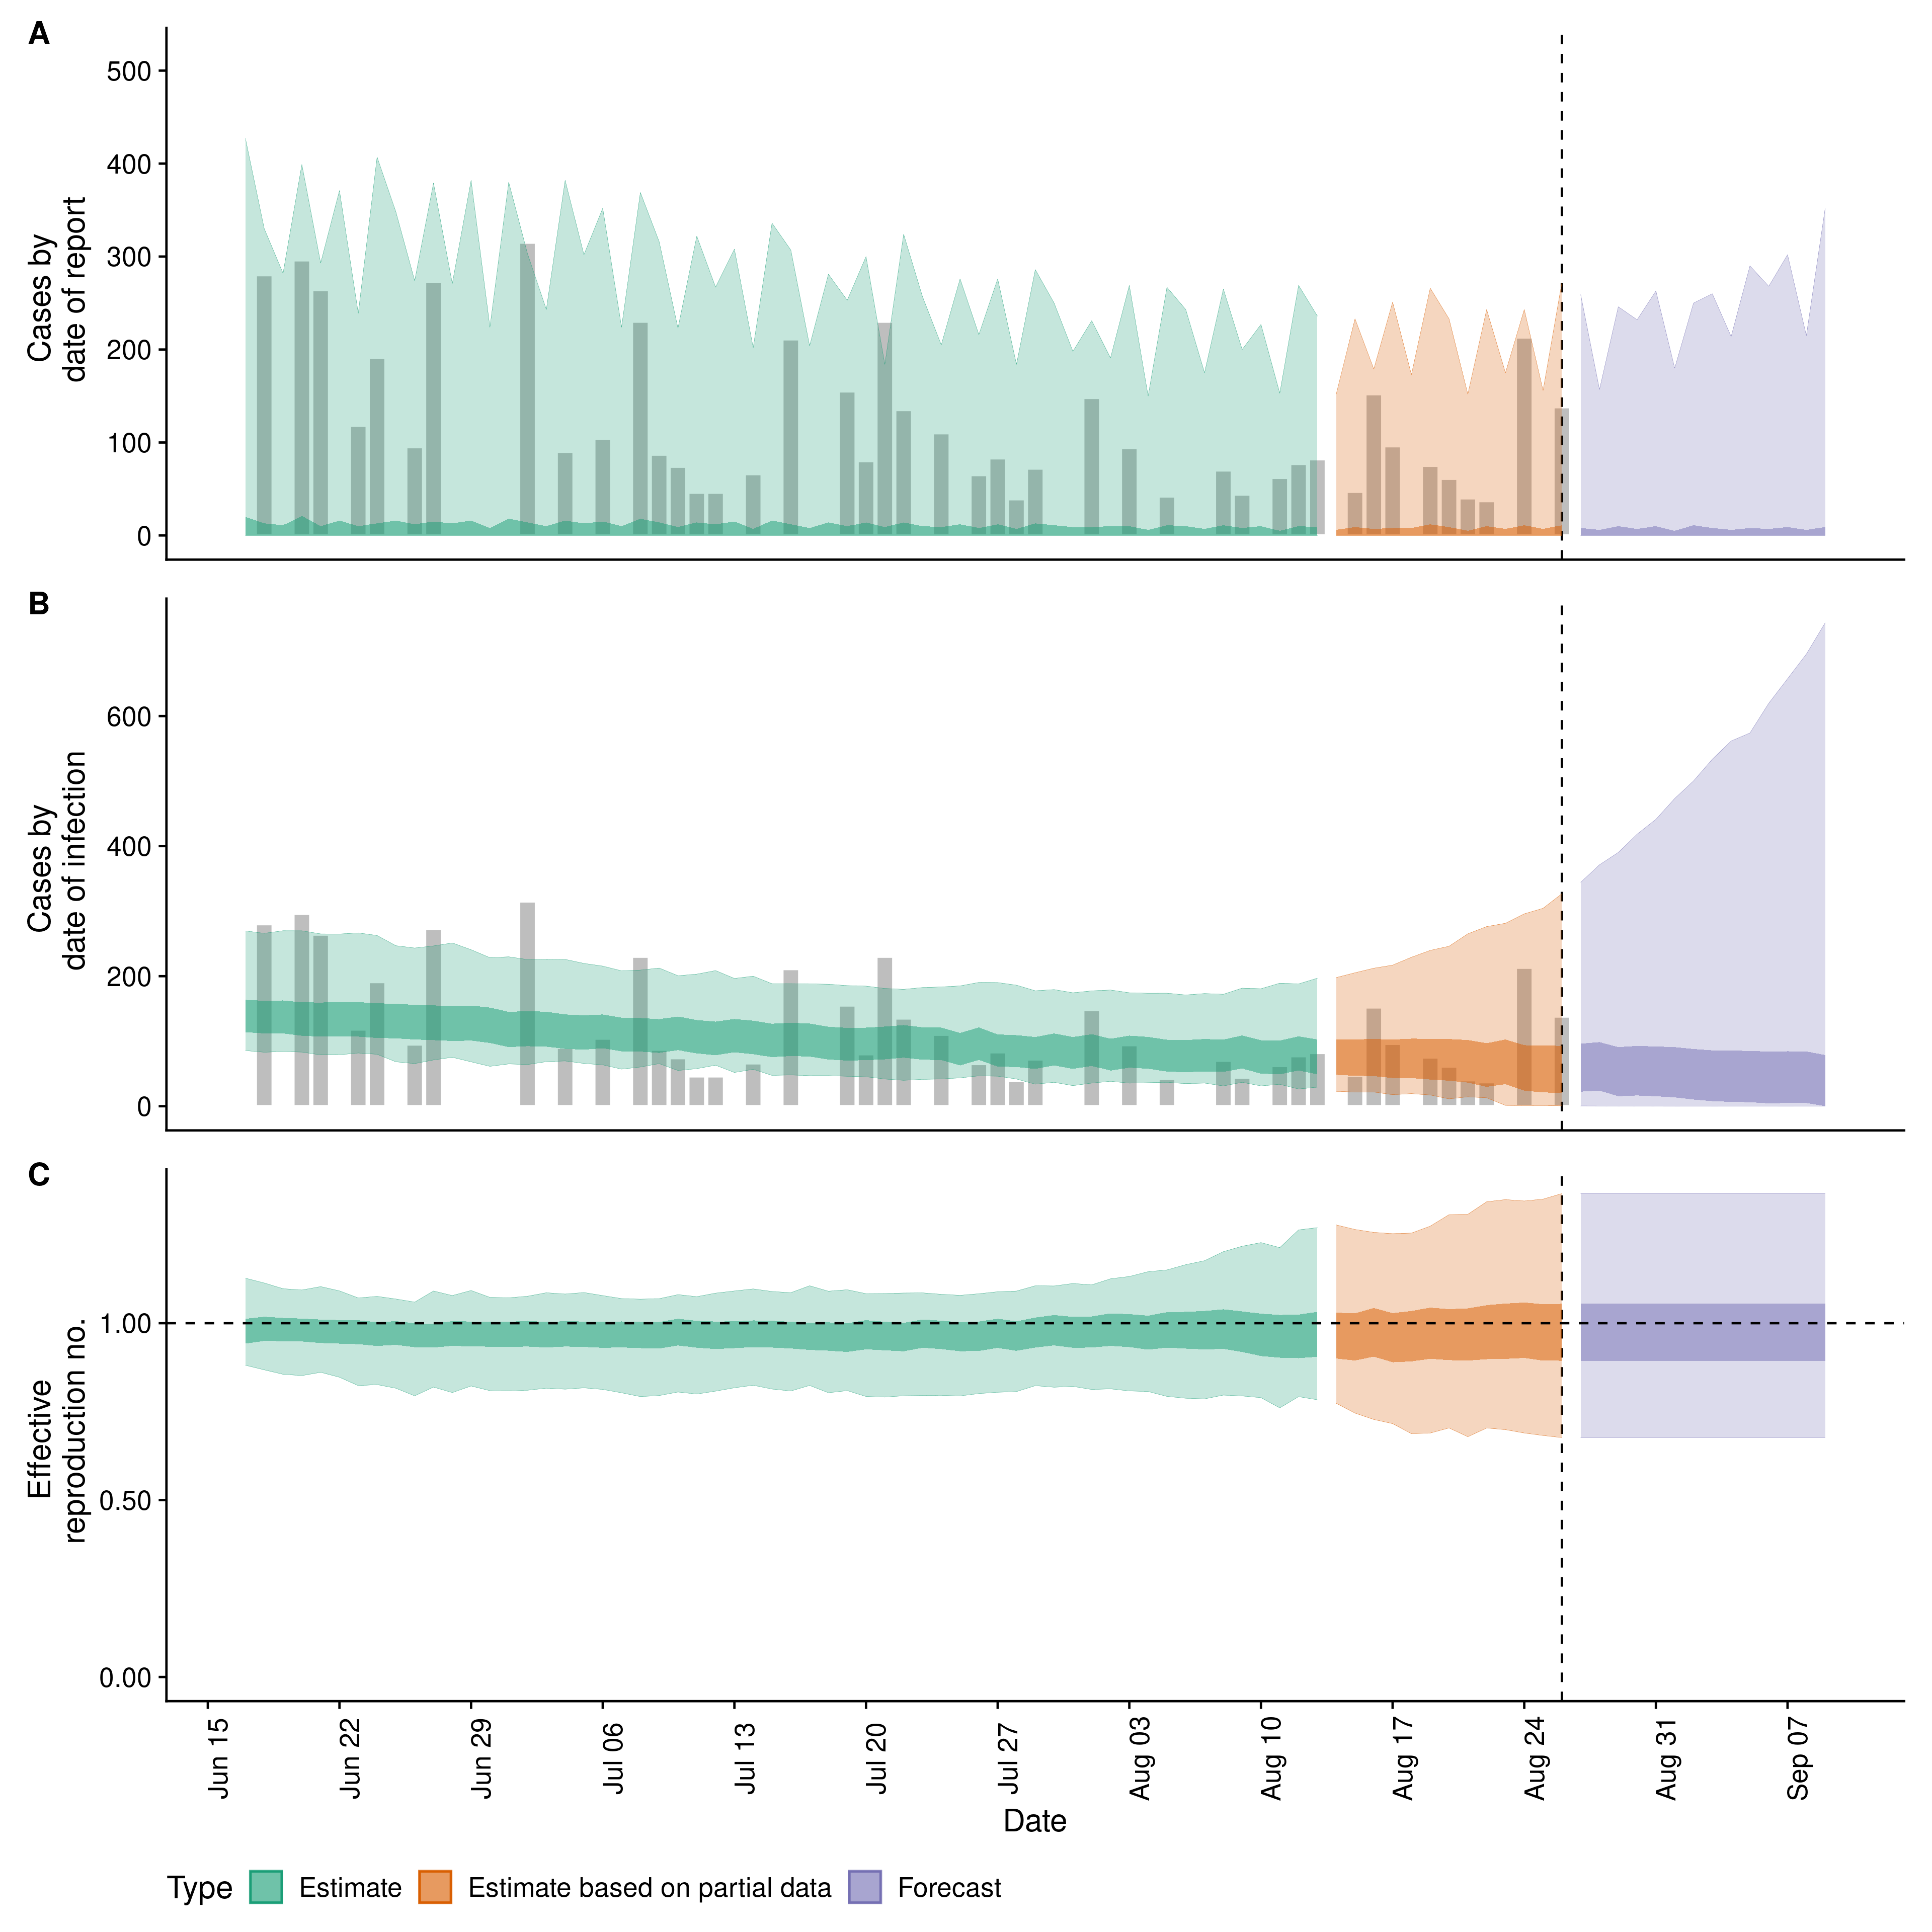 A
Cases by
date of report
500
400
300
200
100
0
B
Cases by
date of infection
600
400
200
0
C
Effective
reproduction no.
1.00
0.50
0.00
Jun 15
Jun 22
Jun 29
Jul 06
Jul 13
Jul 20
Jul 27
Aug 03
Aug 10
Aug 17
Aug 24
Aug 31
Sep 07
Date
Type Estimate Estimate based on partial data Forecast